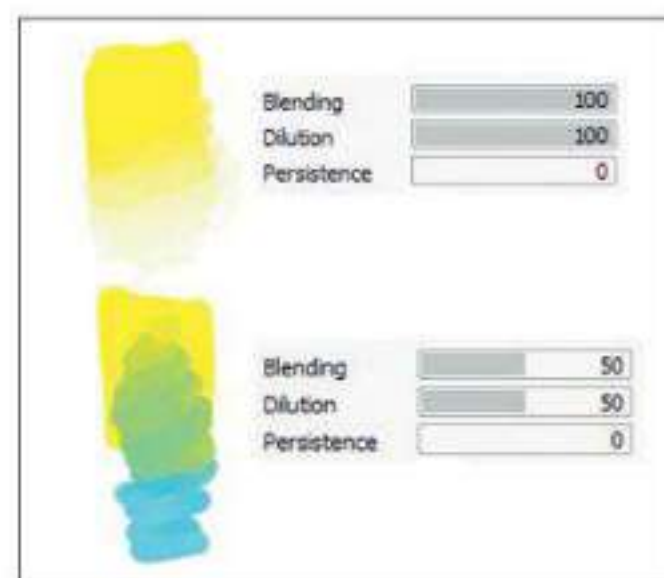 Blending 100
Dilution 100
Persistence 0
Blending 50
Dilution 50
Persistence 0